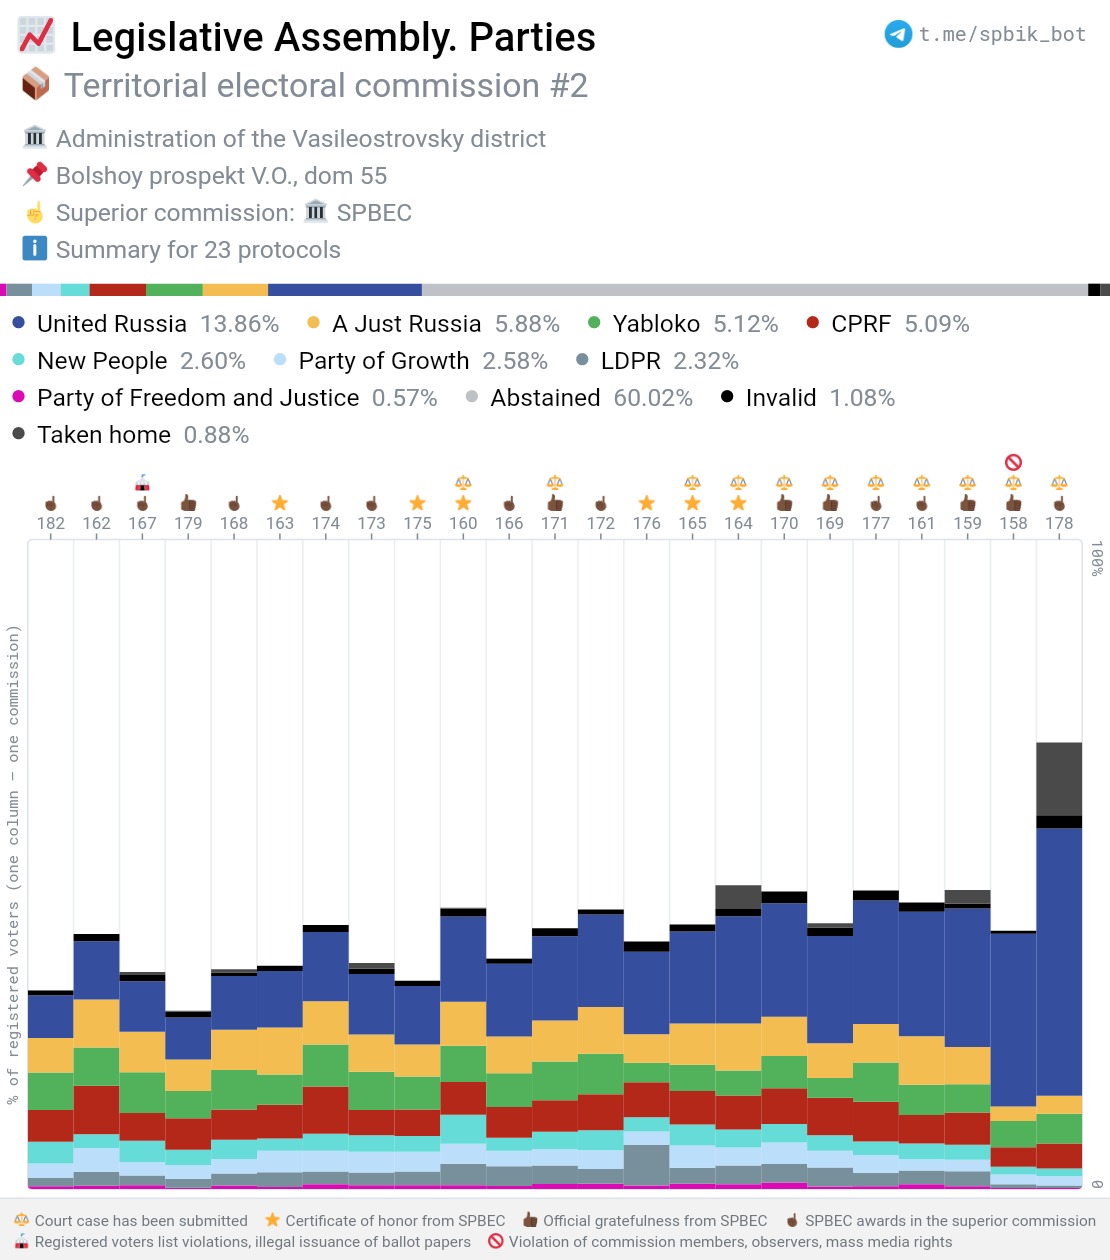 Legislative Assembly. Parties
t.me/spbik_bot
Territorial electoral commission #2
Administration of the Vasileostrovsky district
Bolshoy prospekt V.O., dom 55
Superior commission: SPBEC
Summary for 23 protocols
United Russia 13.86% A Just Russia 5.88% Yabloko 5.12% CPRF 5.09%
New People 2.60% Party of Growth 2.58% LDPR 2.32%
Party of Freedom and Justice 0.57% Abstained 60.02% Invalid 1.08%
Taken home 0.88%
182 162 167 179 168 163 174 173 175 160 166 171 172 176 165 164 170 169 177 161 159 158 178
100%
% of registered voters (one column – one commission)
0
Court case has been submitted Certificate of honor from SPBEC Official gratefulness from SPBEC SPBEC awards in the superior commission
Registered voters list violations, illegal issuance of ballot papers Violation of commission members, observers, mass media rights